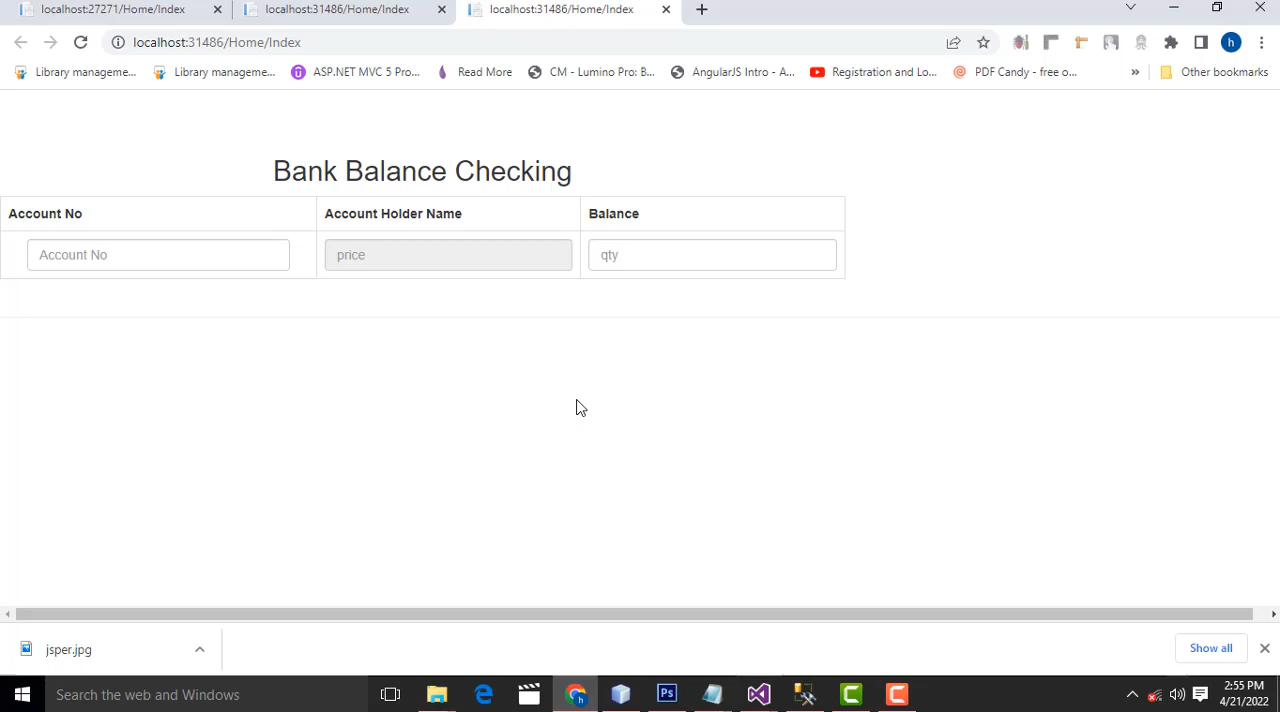 localhost:27271/Home/Index localhost:31486/Home/Index localhost:31486/Home/Index
localhost:31486/Home/Index h
Library manageme... Library manageme... ASP.NET MVC 5 Pro... Read More CM - Lumino Pro: B... AngularJS Intro - A... Registration and Lo... PDF Candy - free o... » Other bookmarks
Bank Balance Checking
Account No Account Holder Name Balance
Account No price qty
jsper.jpg Show all
Search the web and Windows h Ps C C 2:55 PM
4/21/2022